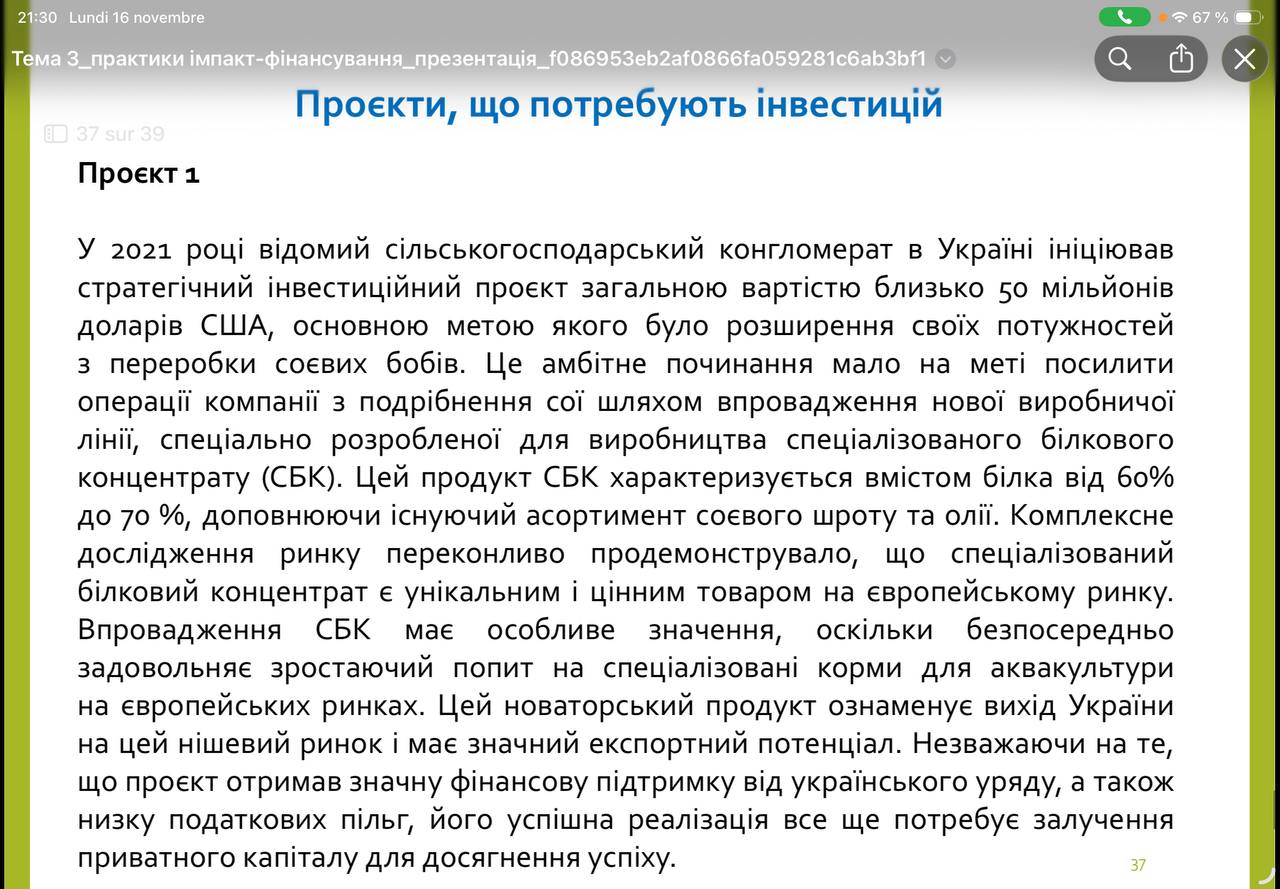 21:30 Lundi 16 novembre
67 %
Тема 3_практики імпакт-фінансування_презентація_f086953eb2af0866fa059281c6ab3bf1
Проєкти, що потребують інвестицій
37 sur 39
Проєкт 1
У 2021 році відомий сільськогосподарський конгломерат в Україні ініціював
стратегічний інвестиційний проєкт загальною вартістю близько 50 мільйонів
доларів США, основною метою якого було розширення своїх потужностей
з переробки соєвих бобів. Це амбітне починання мало на меті посилити
операції компанії з подрібнення сої шляхом впровадження нової виробничої
лінії, спеціально розробленої для виробництва спеціалізованого білкового
концентрату (СБК). Цей продукт СБК характеризується вмістом білка від 60%
до 70 %, доповнюючи існуючий асортимент соєвого шроту та олії. Комплексне
дослідження ринку переконливо продемонструвало, що спеціалізований
білковий концентрат є унікальним і цінним товаром на європейському ринку.
Впровадження СБК має особливе значення, оскільки безпосередньо
задовольняє зростаючий попит на спеціалізовані корми для аквакультури
на європейських ринках. Цей новаторський продукт ознаменує вихід України
на цей нішевий ринок і має значний експортний потенціал. Незважаючи на те,
що проєкт отримав значну фінансову підтримку від українського уряду, а також
низку податкових пільг, його успішна реалізація все ще потребує залучення
приватного капіталу для досягнення успіху.
37